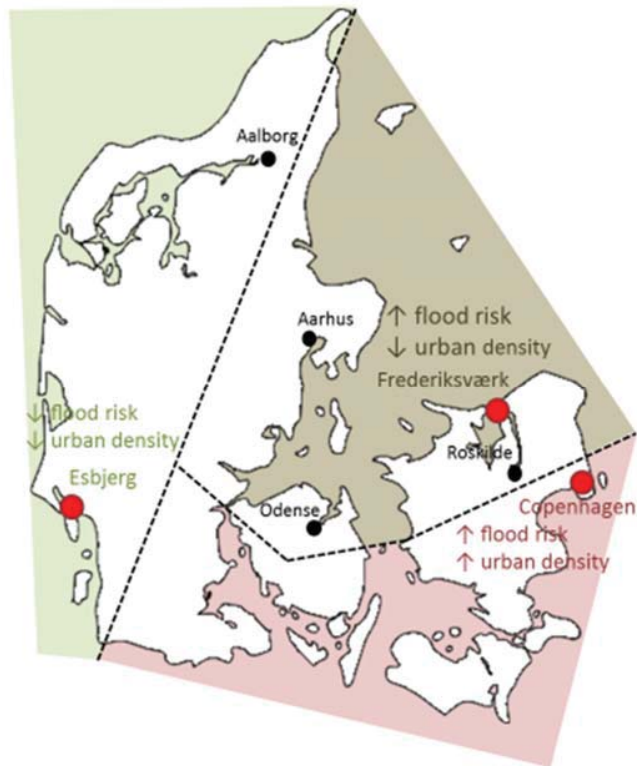 Aalborg
Aarhus
↑ flood risk
↓ urban density
Frederiksværk
↓ flood risk
↓ urban density
Esbjerg
Roskilde
Odense
Copenhagen
↑ flood risk
↑ urban density